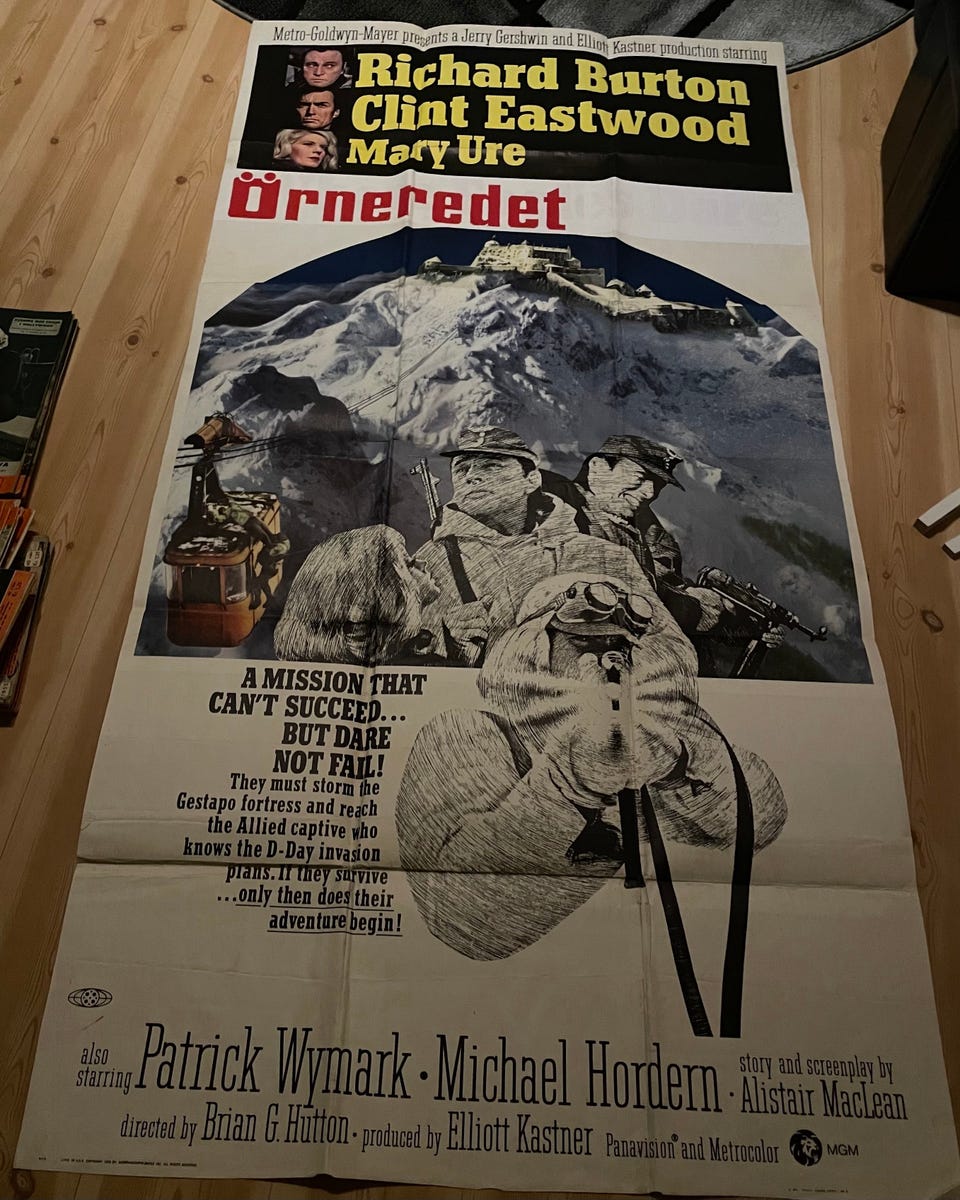 Metro-Goldwyn-Mayer presents a Jerry Gershwin and Elliott Kastner production starring
Richard Burton
Clint Eastwood
Mary Ure
Örneredet
A MISSION THAT
CAN'T SUCCEED...
BUT DARE
NOT FAIL!
They must storm the
Gestapo fortress and reach
the Allied captive who
knows the D-Day invasion
plans. If they survive
...only then does their
adventure begin!
also
starring Patrick Wymark · Michael Hordern · story and screenplay by
Alistair MacLean
directed by Brian G. Hutton · produced by Elliott Kastner Panavision® and Metrocolor MGM